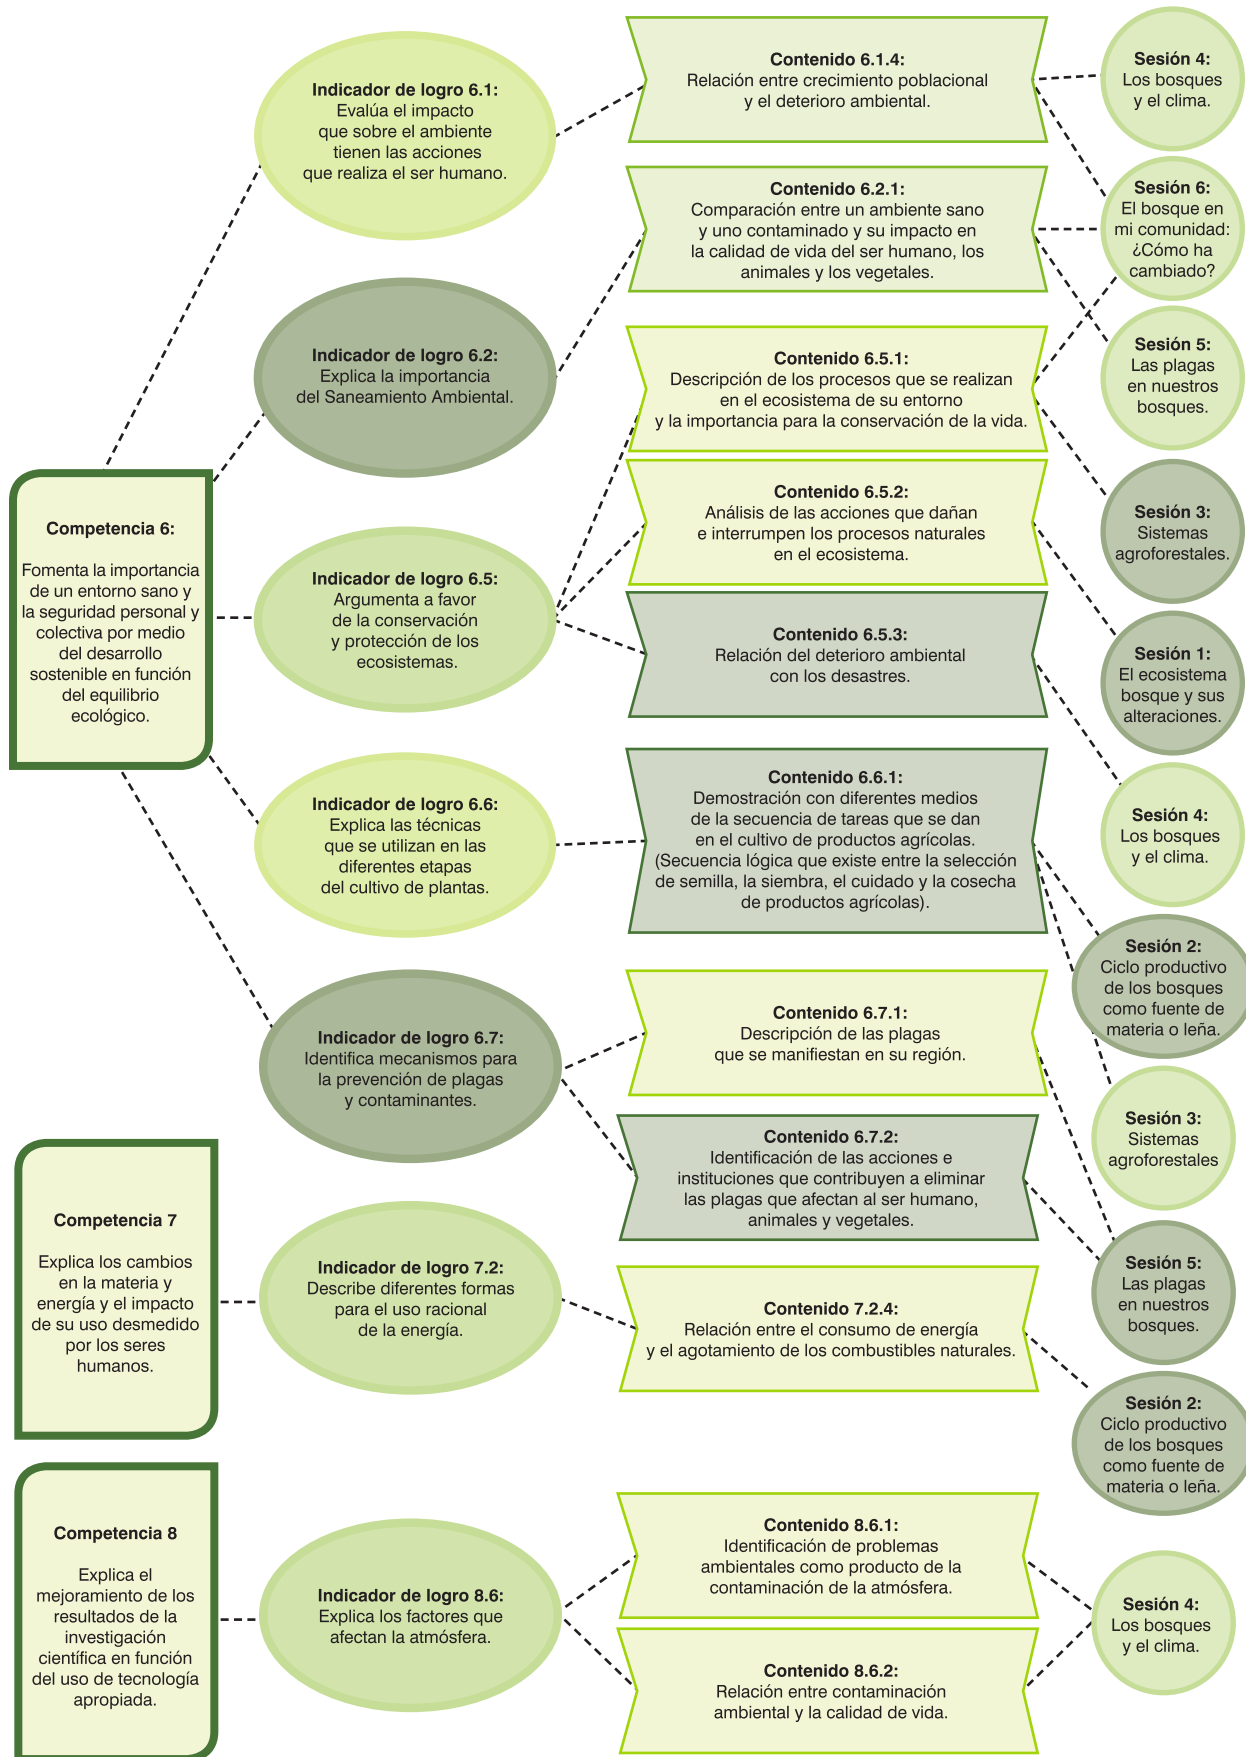 Competencia 6:
Fomenta la importancia
de un entorno sano y
la seguridad personal y
colectiva por medio
del desarrollo
sostenible en función
del equilibrio
ecológico.
Indicador de logro 6.1:
Evalúa el impacto
que sobre el ambiente
tienen las acciones
que realiza el ser humano.
Indicador de logro 6.2:
Explica la importancia
del Saneamiento Ambiental.
Indicador de logro 6.5:
Argumenta a favor
de la conservación
y protección de los
ecosistemas.
Indicador de logro 6.6:
Explica las técnicas
que se utilizan en las
diferentes etapas
del cultivo de plantas.
Indicador de logro 6.7:
Identifica mecanismos para
la prevención de plagas
y contaminantes.
Contenido 6.1.4:
Relación entre crecimiento poblacional
y el deterioro ambiental.
Contenido 6.2.1:
Comparación entre un ambiente sano
y uno contaminado y su impacto en
la calidad de vida del ser humano, los
animales y los vegetales.
Contenido 6.5.1:
Descripción de los procesos que se realizan
en el ecosistema de su entorno
y la importancia para la conservación de la vida.
Contenido 6.5.2:
Análisis de las acciones que dañan
e interrumpen los procesos naturales
en el ecosistema.
Contenido 6.5.3:
Relación del deterioro ambiental
con los desastres.
Contenido 6.6.1:
Demostración con diferentes medios
de la secuencia de tareas que se dan
en el cultivo de productos agrícolas.
(Secuencia lógica que existe entre la selección
de semilla, la siembra, el cuidado y la cosecha
de productos agrícolas).
Contenido 6.7.1:
Descripción de las plagas
que se manifiestan en su región.
Contenido 6.7.2:
Identificación de las acciones e
instituciones que contribuyen a eliminar
las plagas que afectan al ser humano,
animales y vegetales.
Sesión 4:
Los bosques
y el clima.
Sesión 6:
El bosque en
mi comunidad:
¿Cómo ha
cambiado?
Sesión 5:
Las plagas
en nuestros
bosques.
Sesión 3:
Sistemas
agroforestales.
Sesión 1:
El ecosistema
bosque y sus
alteraciones.
Sesión 4:
Los bosques
y el clima.
Sesión 2:
Ciclo productivo
de los bosques
como fuente de
materia o leña.
Sesión 3:
Sistemas
agroforestales
Sesión 5:
Las plagas
en nuestros
bosques.
Competencia 7
Explica los cambios
en la materia y
energía y el impacto
de su uso desmedido
por los seres
humanos.
Indicador de logro 7.2:
Describe diferentes formas
para el uso racional
de la energía.
Contenido 7.2.4:
Relación entre el consumo de energía
y el agotamiento de los combustibles naturales.
Sesión 2:
Ciclo productivo
de los bosques
como fuente de
materia o leña.
Competencia 8
Explica el
mejoramiento de los
resultados de la
investigación
científica en función
del uso de tecnología
apropiada.
Indicador de logro 8.6:
Explica los factores que
afectan la atmósfera.
Contenido 8.6.1:
Identificación de problemas
ambientales como producto de la
contaminación de la atmósfera.
Contenido 8.6.2:
Relación entre contaminación
ambiental y la calidad de vida.
Sesión 4:
Los bosques
y el clima.